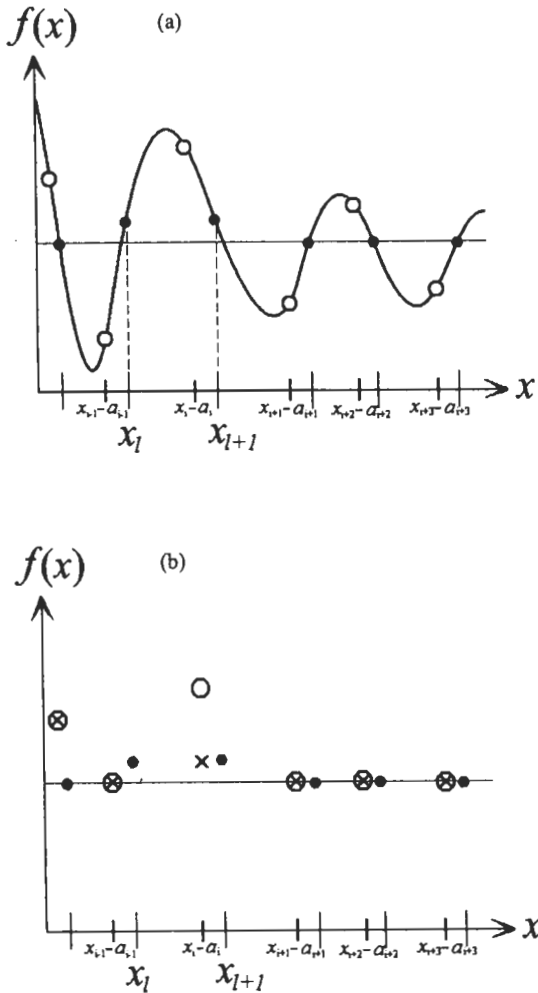 f(x) (a)
x
x_{i-1}-a_{i-1} x_i-a_i x_{i+1}-a_{i+1} x_{i+2}-a_{i+2} x_{i+3}-a_{i+3}
x_l x_{l+1}
f(x) (b)
x
x_{i-1}-a_{i-1} x_i-a_i x_{i+1}-a_{i+1} x_{i+2}-a_{i+2} x_{i+3}-a_{i+3}
x_l x_{l+1}